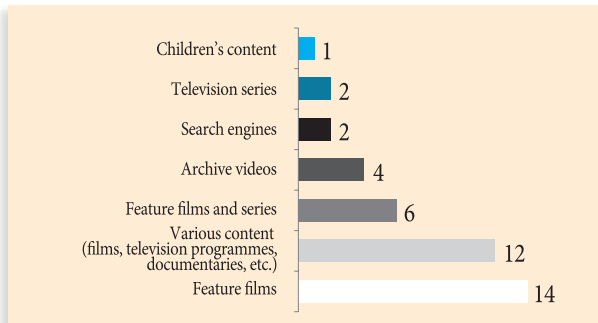 Children’s content 1
Television series 2
Search engines 2
Archive videos 4
Feature films and series 6
Various content
(films, television programmes,
documentaries, etc.) 12
Feature films 14